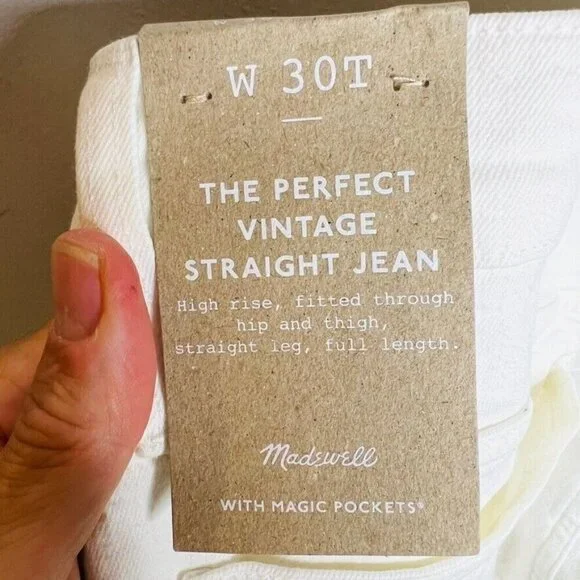 W 30T
THE PERFECT
VINTAGE
STRAIGHT JEAN
High rise, fitted through
hip and thigh,
straight leg, full length.
Madewell
WITH MAGIC POCKETS®